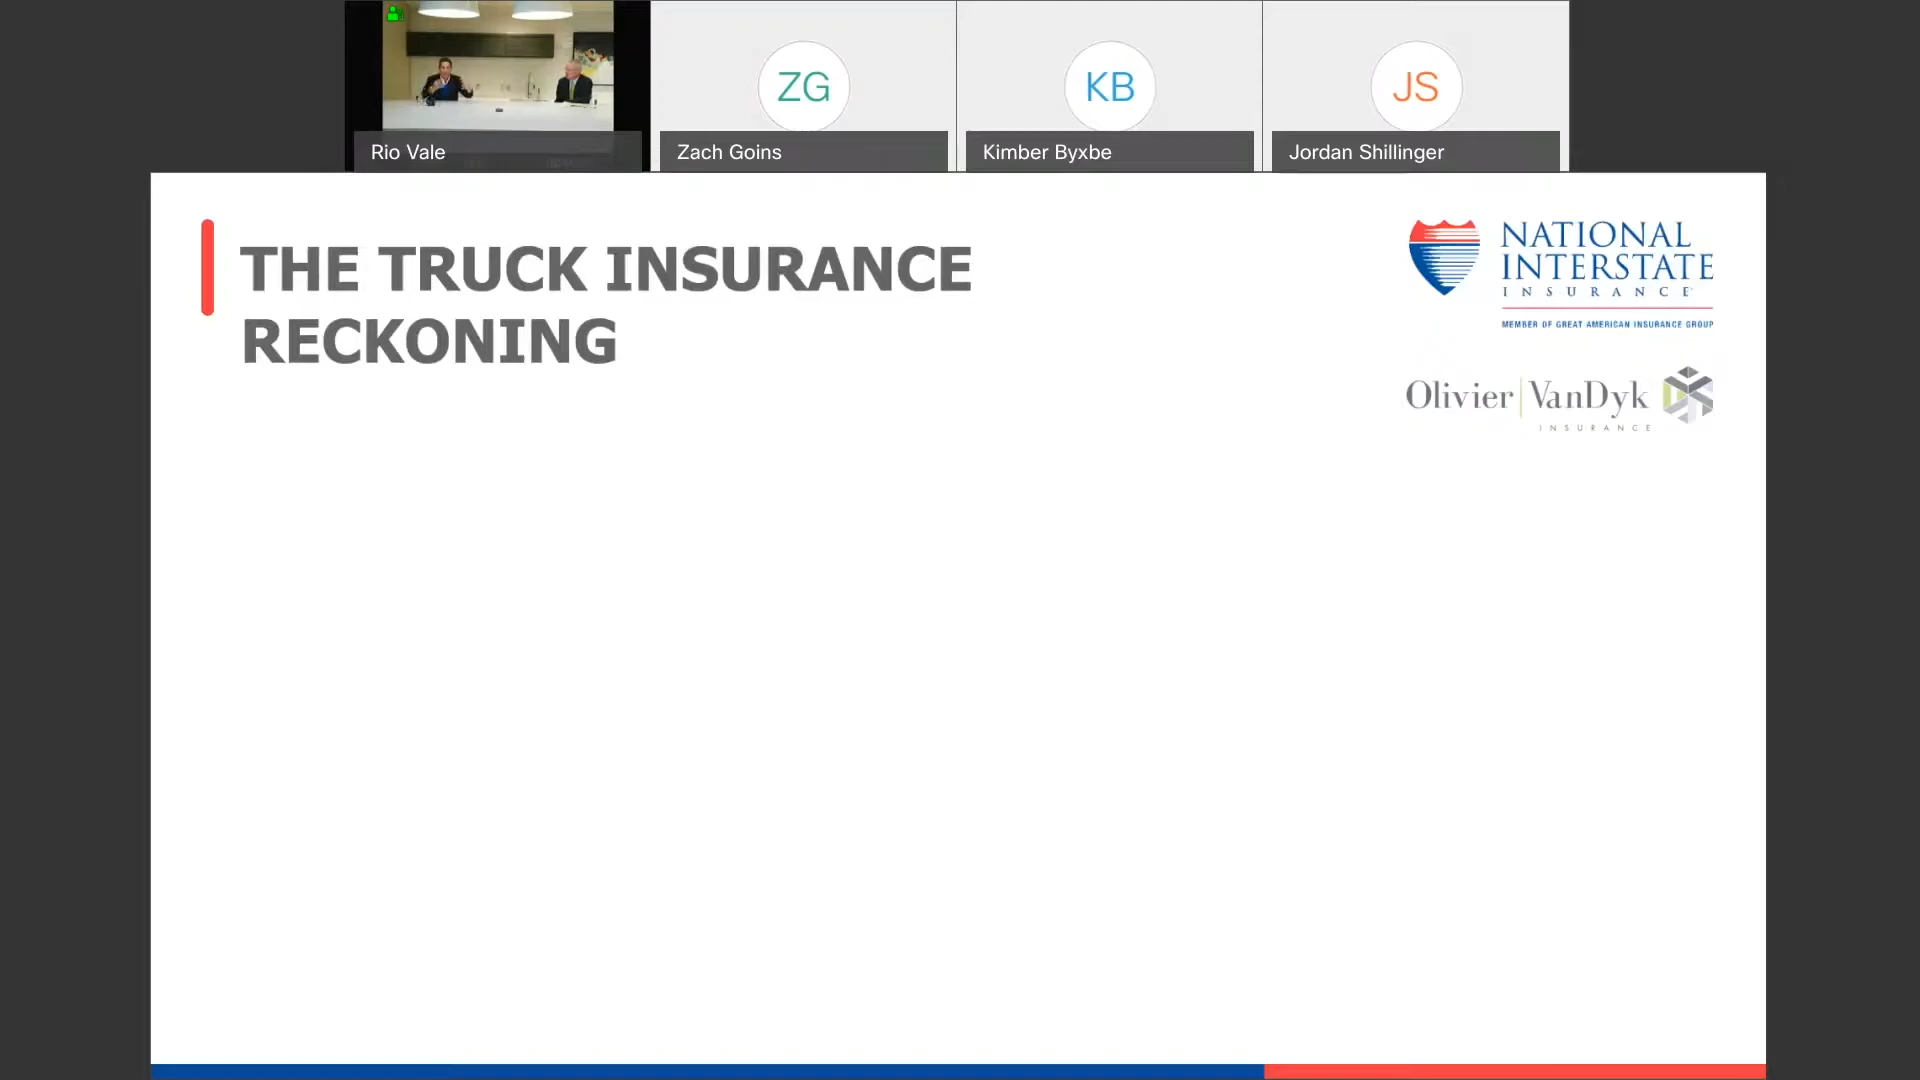 ZG
KB
JS
Rio Vale
Zach Goins
Kimber Byxbe
Jordan Shillinger
THE TRUCK INSURANCE
RECKONING
NATIONAL
INTERSTATE
INSURANCE
MEMBER OF GREAT AMERICAN INSURANCE GROUP
Olivier|VanDyk
INSURANCE